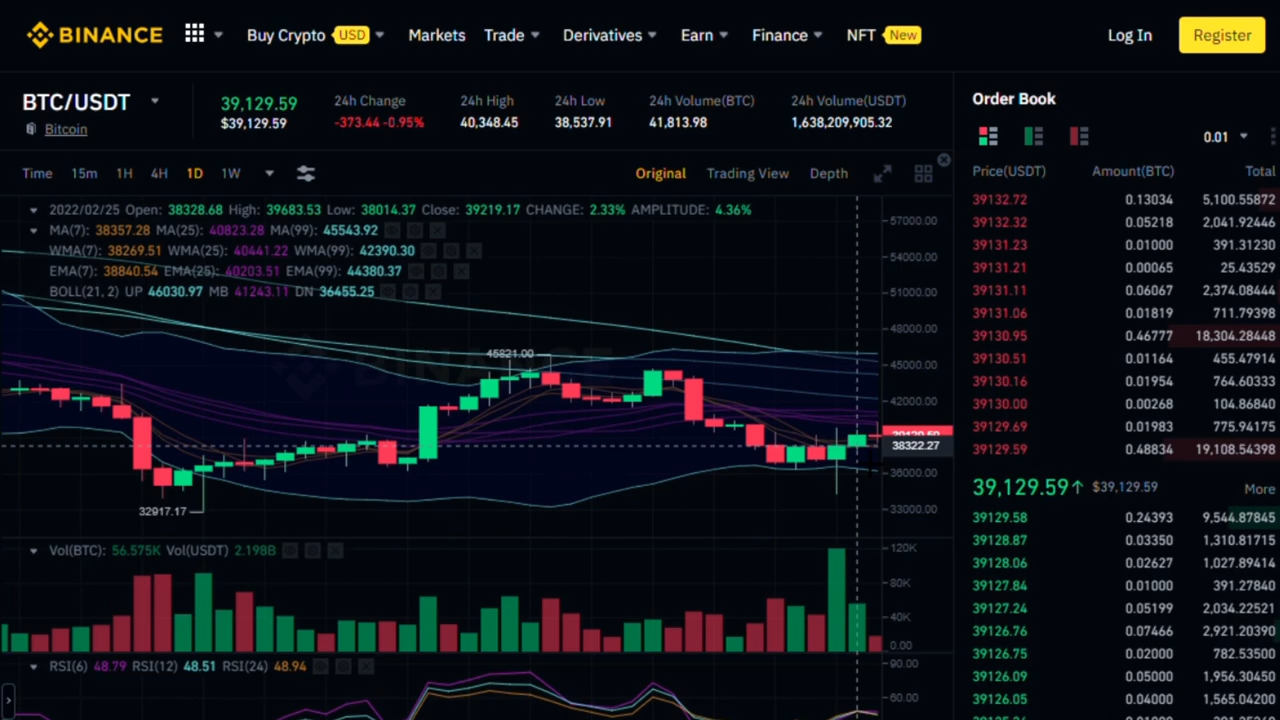 BINANCE Buy Crypto USD Markets Trade Derivatives Earn Finance NFT New Log In Register
BTC/USDT 39,129.59 24h Change 24h High 24h Low 24h Volume(BTC) 24h Volume(USDT)
Bitcoin $39,129.59 -373.44 -0.95% 40,348.45 38,537.91 41,813.98 1,638,209,905.32
Time 15m 1H 4H 1D 1W Original Trading View Depth
2022/02/25 Open: 38328.68 High: 39683.53 Low: 38014.37 Close: 39219.17 CHANGE: 2.33% AMPLITUDE: 4.36%
MA(7): 38357.28 MA(25): 40823.28 MA(99): 45543.92
WMA(7): 38269.51 WMA(25): 40441.22 WMA(99): 42390.30
EMA(7): 38840.54 EMA(25): 40203.51 EMA(99): 44380.37
BOLL(21, 2) UP 46030.97 MB 41243.11 DN 36455.25
57000.00
54000.00
51000.00
48000.00
45821.00
45000.00
42000.00
39129.59
38322.27
36000.00
32917.17
33000.00
Vol(BTC): 56.575K Vol(USDT) 2.198B
120K
80K
40K
0.00
RSI(6) 48.79 RSI(12) 48.51 RSI(24) 48.94
90.00
60.00
Order Book
0.01
Price(USDT) Amount(BTC) Total
39132.72 0.13034 5,100.55872
39132.32 0.05218 2,041.92446
39131.23 0.01000 391.31230
39131.21 0.00065 25.43529
39131.11 0.06067 2,374.08444
39131.06 0.01819 711.79398
39130.95 0.46777 18,304.28448
39130.51 0.01164 455.47914
39130.16 0.01954 764.60333
39130.00 0.00268 104.86840
39129.69 0.01983 775.94175
39129.59 0.48834 19,108.54398
39,129.59↑ $39,129.59 More
39129.58 0.24393 9,544.87845
39128.87 0.03350 1,310.81715
39128.06 0.02627 1,027.89414
39127.84 0.01000 391.27840
39127.24 0.05199 2,034.22521
39126.76 0.07466 2,921.20390
39126.75 0.02000 782.53500
39126.09 0.05000 1,956.30450
39126.05 0.04000 1,565.04200